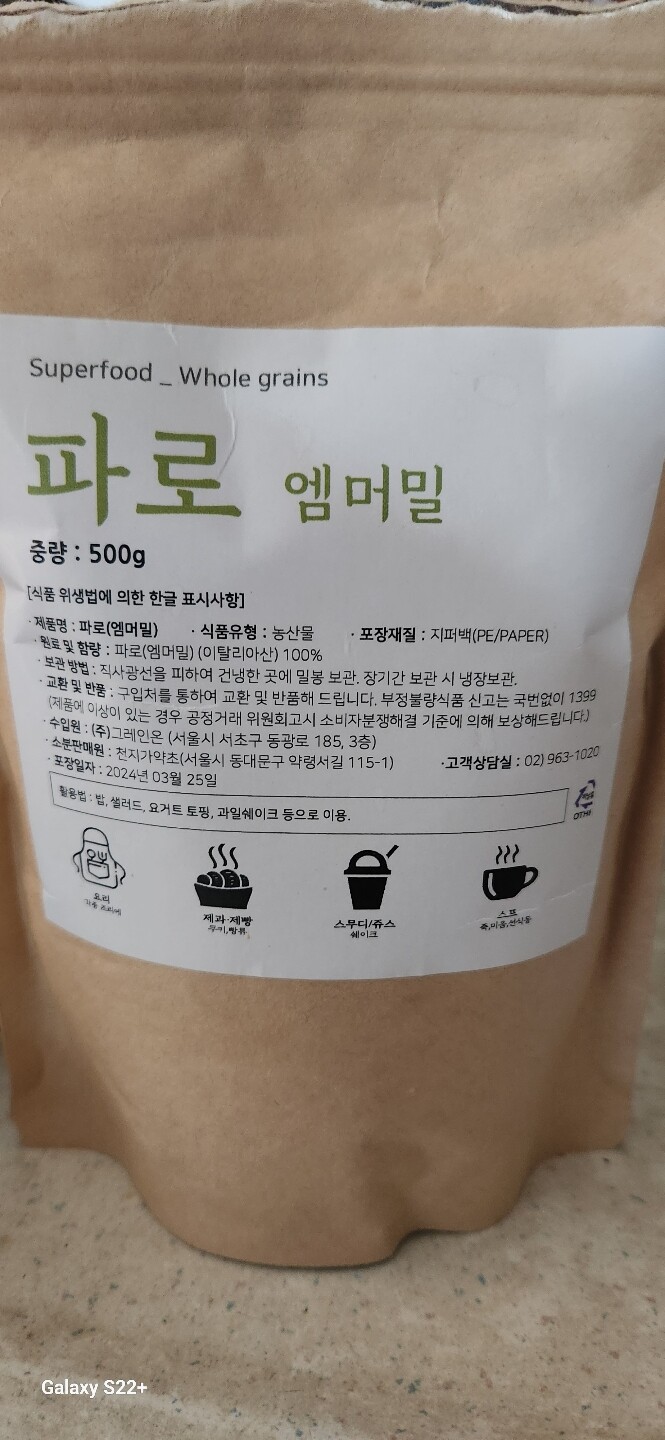 Superfood _ Whole grains
파로 엠머밀
중량 : 500g
[식품 위생법에 의한 한글 표시사항]
· 제품명 : 파로(엠머밀) · 식품유형 : 농산물 · 포장재질 : 지퍼백(PE/PAPER)
· 원료 및 함량 : 파로(엠머밀) (이탈리아산) 100%
· 보관 방법 : 직사광선을 피하여 건냉한 곳에 밀봉 보관. 장기간 보관 시 냉장보관.
· 교환 및 반품 : 구입처를 통하여 교환 및 반품해 드립니다. 부정불량식품 신고는 국번없이 1399
(제품에 이상이 있는 경우 공정거래 위원회고시 소비자분쟁해결 기준에 의해 보상해드립니다.)
· 수입원 : (주)그레인온 (서울시 서초구 동광로 185, 3층)
· 소분판매원 : 천지가약초(서울시 동대문구 약령서길 115-1) · 고객상담실 : 02) 963-1020
· 포장일자 : 2024년 03월 25일
활용법 : 밥, 샐러드, 요거트 토핑, 과일쉐이크 등으로 이용.
OTHER
요리
제과·제빵
쿠키,빵류
스무디/쥬스
쉐이크
스프
죽,미음,선식등
Galaxy S22+